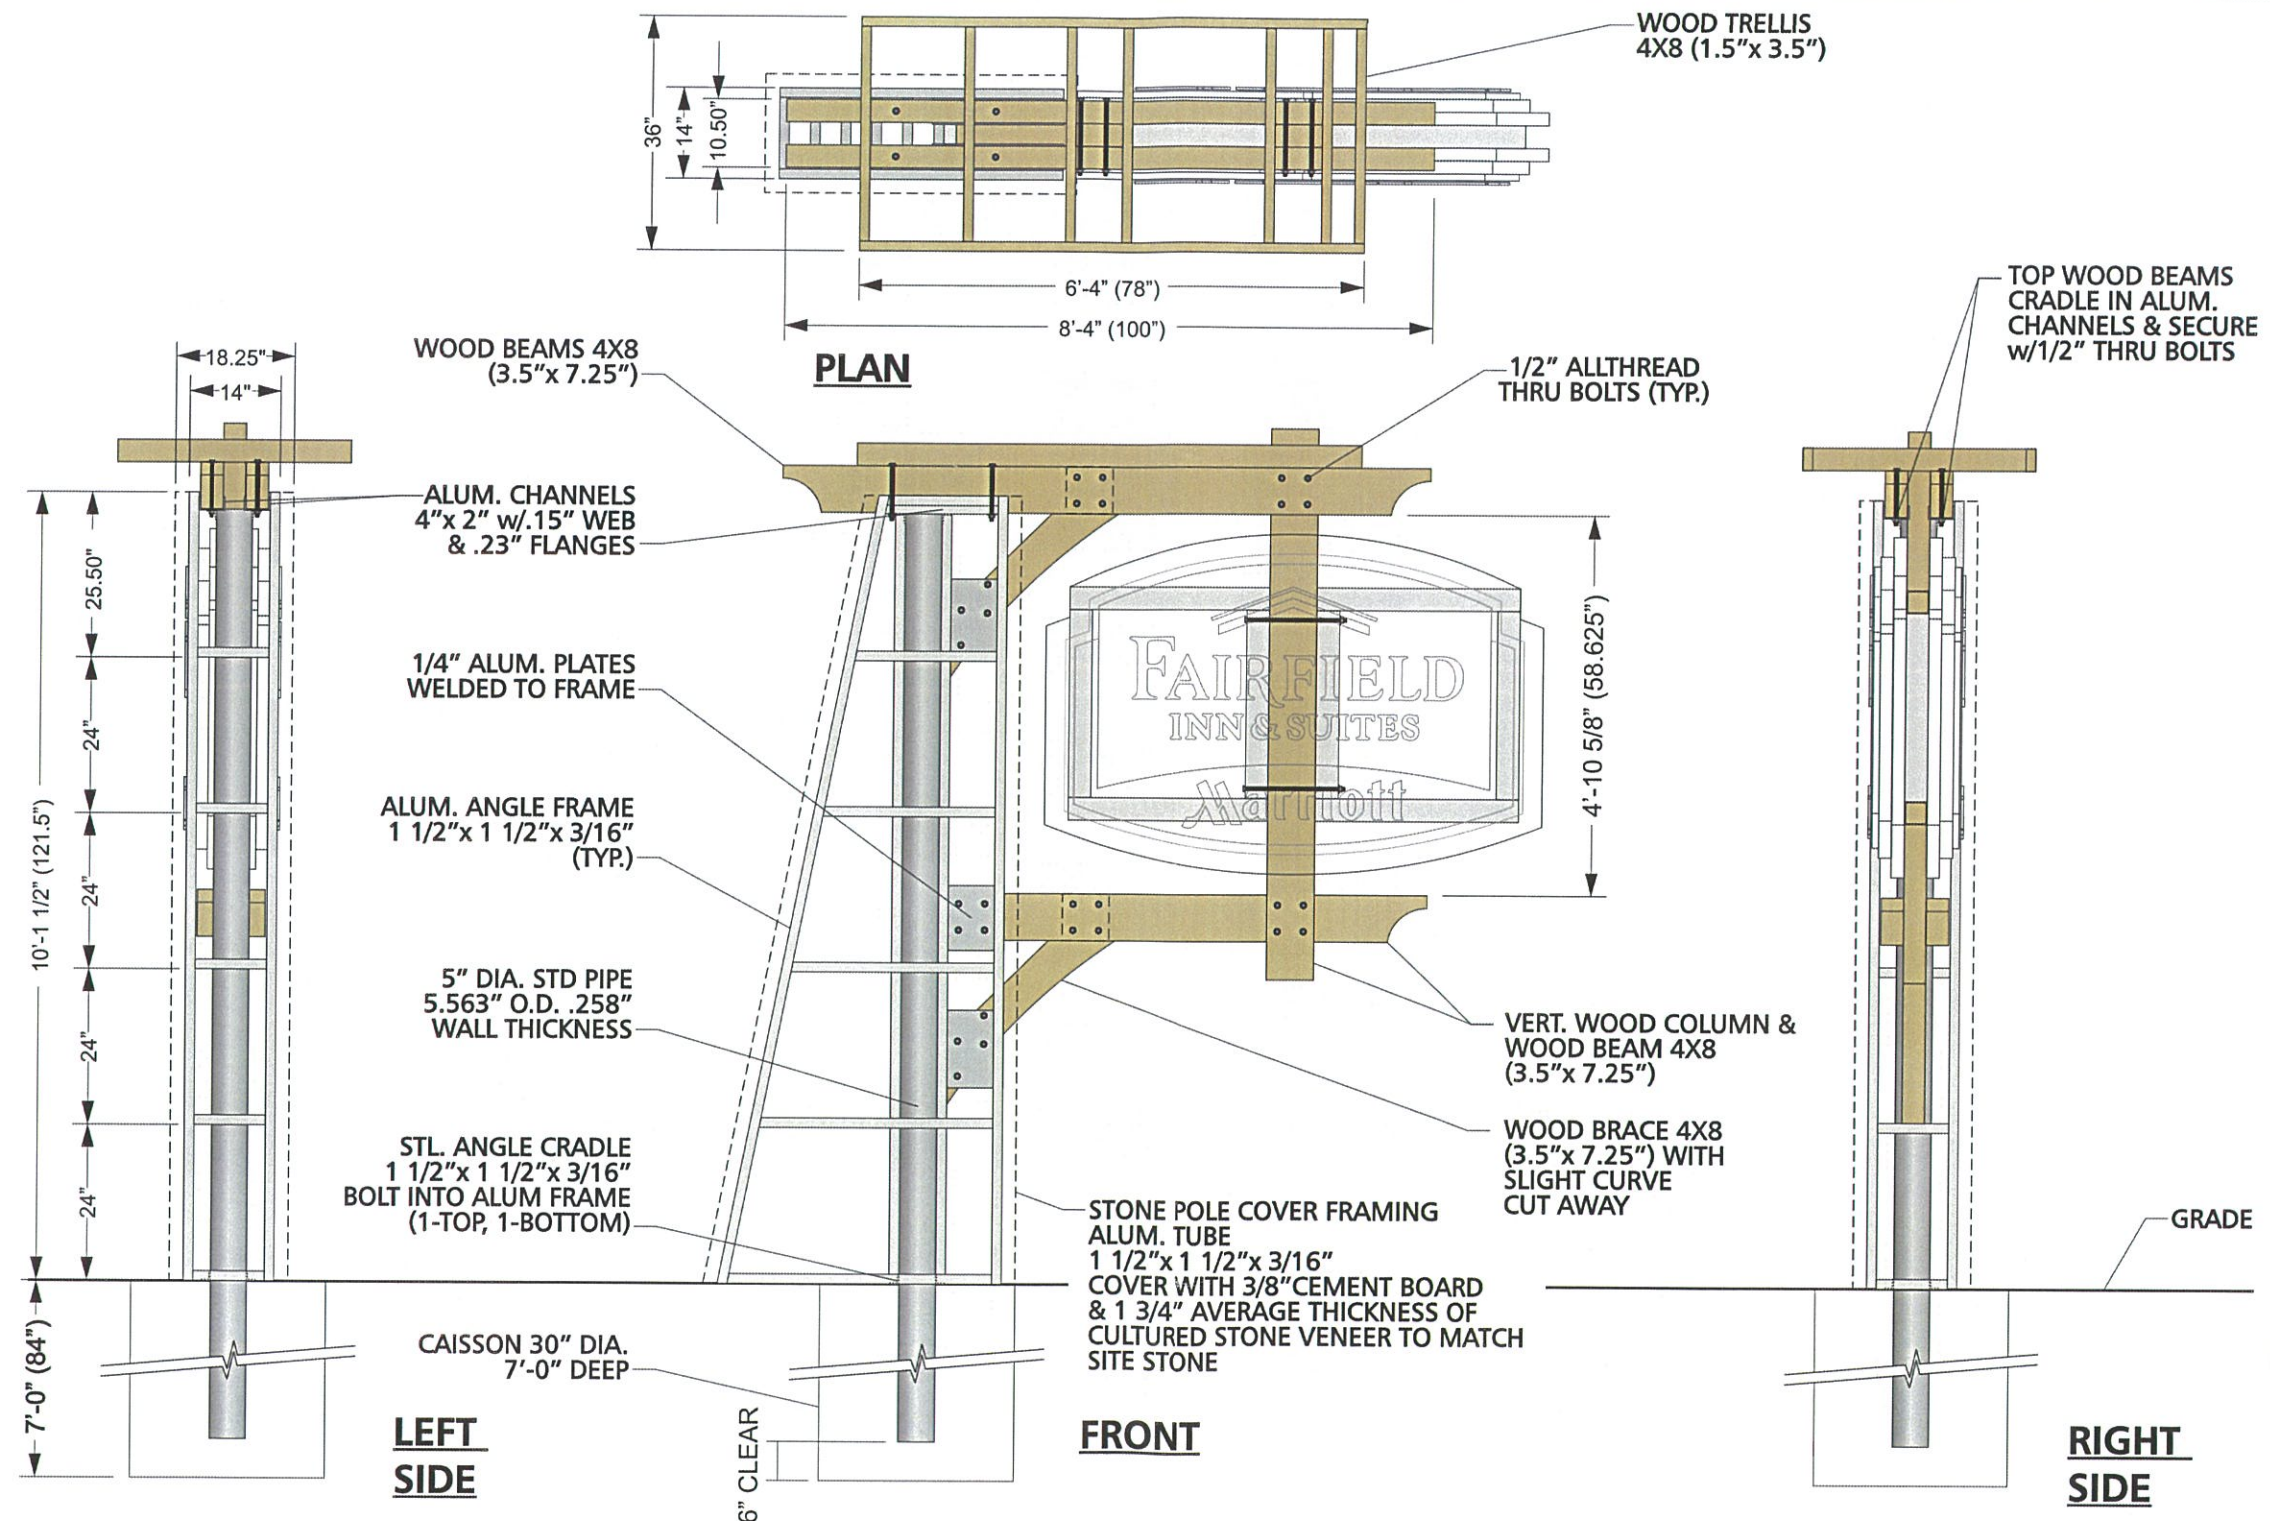 WOOD TRELLIS
4X8 (1.5”x 3.5”)
36”
14”
10.50”
6’-4” (78”)
8’-4” (100”)
PLAN
TOP WOOD BEAMS
CRADLE IN ALUM.
CHANNELS & SECURE
w/1/2” THRU BOLTS
WOOD BEAMS 4X8
(3.5”x 7.25”)
1/2” ALLTHREAD
THRU BOLTS (TYP.)
18.25"
14"
ALUM. CHANNELS
4”x 2” w/.15” WEB
& .23” FLANGES
1/4” ALUM. PLATES
WELDED TO FRAME
ALUM. ANGLE FRAME
1 1/2”x 1 1/2”x 3/16”
(TYP.)
5” DIA. STD PIPE
5.563” O.D. .258”
WALL THICKNESS
STL. ANGLE CRADLE
1 1/2”x 1 1/2”x 3/16”
BOLT INTO ALUM FRAME
(1-TOP, 1-BOTTOM)
CAISSON 30” DIA.
7’-0” DEEP
25.50”
24”
24”
24”
24”
10’-1 1/2” (121.5”)
7’-0” (84”)
LEFT
SIDE
FAIRFIELD
INN & SUITES
Marriott
4’-10 5/8” (58.625”)
VERT. WOOD COLUMN &
WOOD BEAM 4X8
(3.5”x 7.25”)
WOOD BRACE 4X8
(3.5”x 7.25”) WITH
SLIGHT CURVE
CUT AWAY
STONE POLE COVER FRAMING
ALUM. TUBE
1 1/2”x 1 1/2”x 3/16”
COVER WITH 3/8”CEMENT BOARD
& 1 3/4” AVERAGE THICKNESS OF
CULTURED STONE VENEER TO MATCH
SITE STONE
6” CLEAR
FRONT
GRADE
RIGHT
SIDE